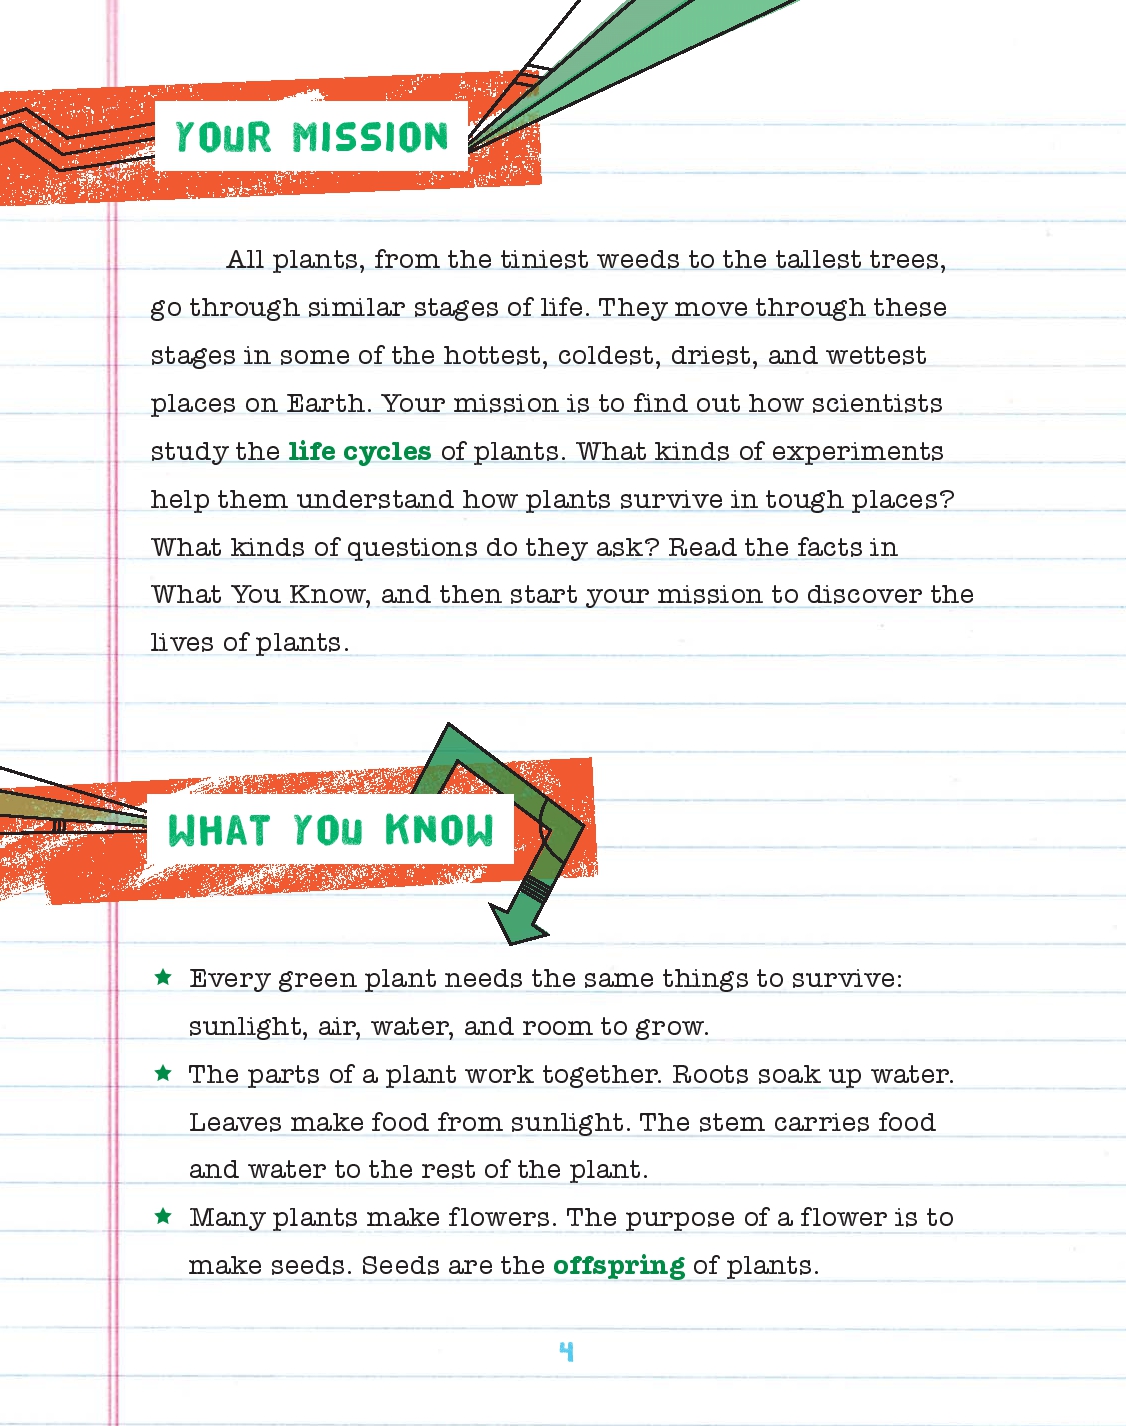 YOUR MISSION
All plants, from the tiniest weeds to the tallest trees,
go through similar stages of life. They move through these
stages in some of the hottest, coldest, driest, and wettest
places on Earth. Your mission is to find out how scientists
study the life cycles of plants. What kinds of experiments
help them understand how plants survive in tough places?
What kinds of questions do they ask? Read the facts in
What You Know, and then start your mission to discover the
lives of plants.
WHAT YOU KNOW
★ Every green plant needs the same things to survive:
sunlight, air, water, and room to grow.
★ The parts of a plant work together. Roots soak up water.
Leaves make food from sunlight. The stem carries food
and water to the rest of the plant.
★ Many plants make flowers. The purpose of a flower is to
make seeds. Seeds are the offspring of plants.
4